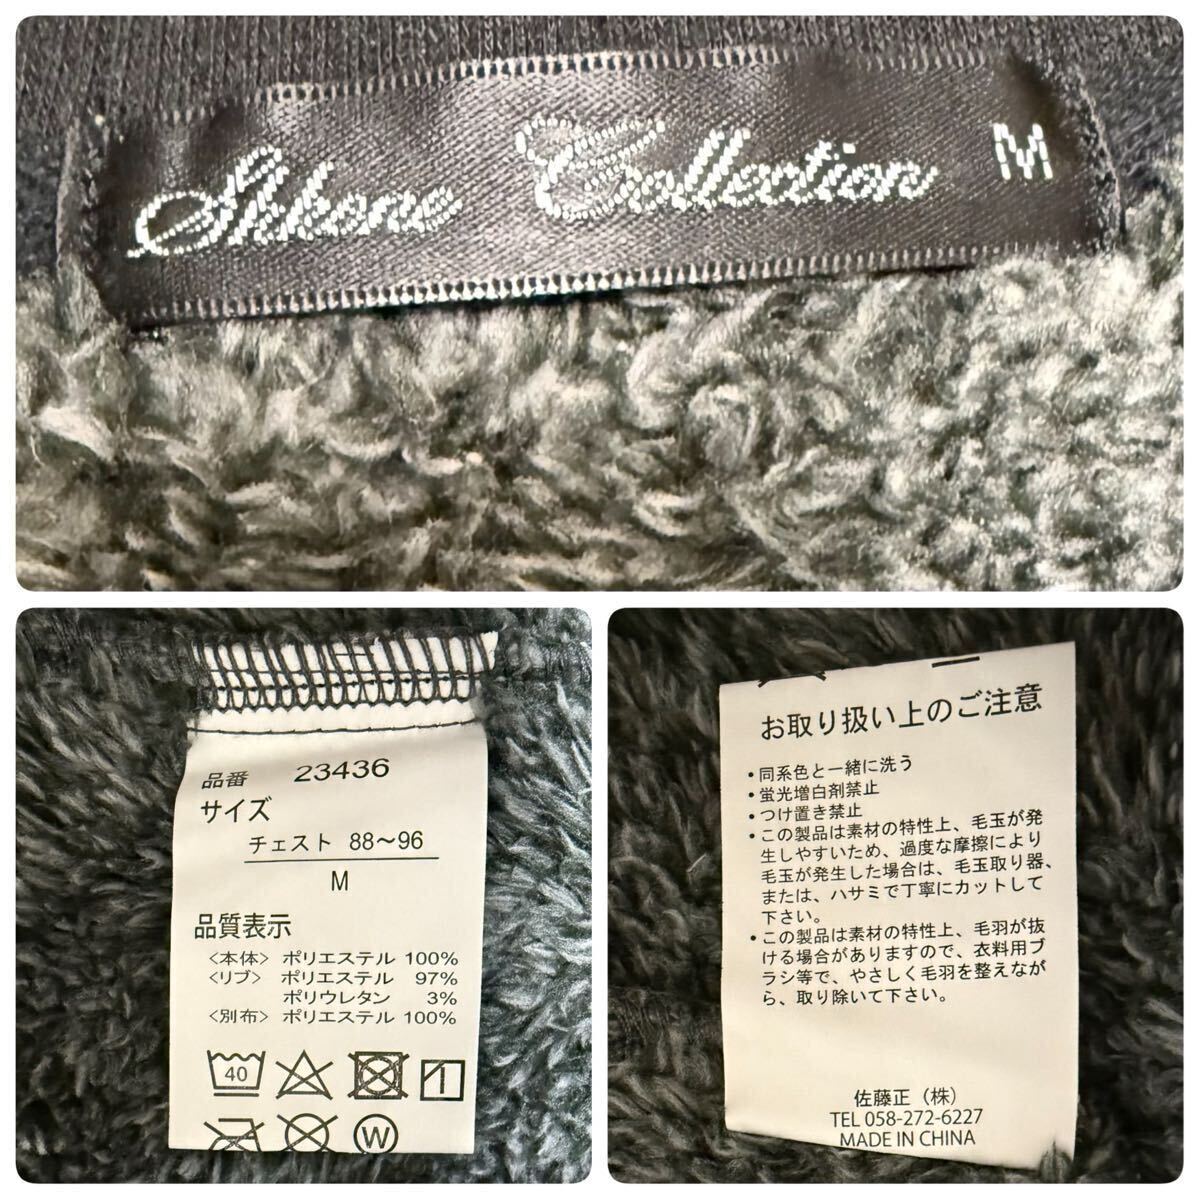 Collection M
品番 23436
サイズ
チェスト 88〜96
M
品質表示
〈本体〉 ポリエステル 100%
〈リブ〉 ポリエステル 97%
ポリウレタン 3%
〈別布〉 ポリエステル 100%
40
W
お取り扱い上のご注意
・同系色と一緒に洗う
・蛍光増白剤禁止
・つけ置き禁止
・この製品は素材の特性上、毛玉が発
生しやすいため、過度な摩擦により
毛玉が発生した場合は、毛玉取り器、
または、ハサミで丁寧にカットして
下さい。
・この製品は素材の特性上、毛羽が抜
ける場合がありますので、衣料用ブ
ラシ等で、やさしく毛羽を整えなが
ら、取り除いて下さい。
佐藤正（株）
TEL 058-272-6227
MADE IN CHINA